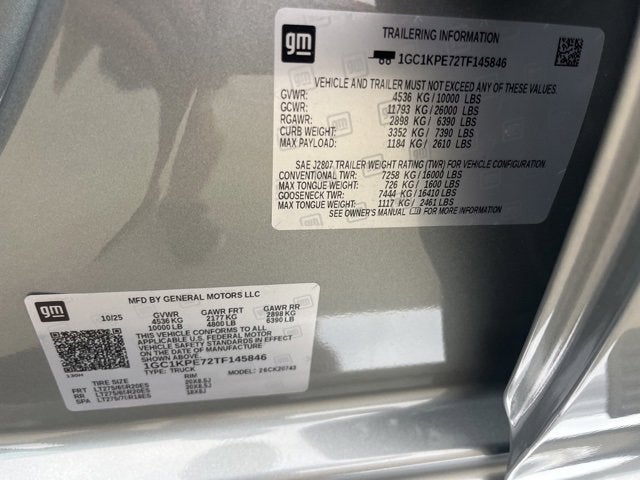 gm
TRAILERING INFORMATION
1GC1KPE72TF145846
VEHICLE AND TRAILER MUST NOT EXCEED ANY OF THESE VALUES.
GVWR: 4536 KG / 10000 LBS
GCWR: 11793 KG / 26000 LBS
RGAWR: 2898 KG / 6390 LBS
CURB WEIGHT: 3352 KG / 7390 LBS
MAX PAYLOAD: 1184 KG / 2610 LBS
SAE J2807 TRAILER WEIGHT RATING (TWR) FOR VEHICLE CONFIGURATION.
CONVENTIONAL TWR: 7258 KG / 16000 LBS
MAX TONGUE WEIGHT: 726 KG / 1600 LBS
GOOSENECK TWR: 7444 KG / 16410 LBS
MAX TONGUE WEIGHT: 1117 KG / 2461 LBS
SEE OWNER'S MANUAL FOR MORE INFORMATION
gm
MFD BY GENERAL MOTORS LLC
10/25 GVWR GAWR FRT GAWR RR
4536 KG 2177 KG 2898 KG
10000 LB 4800 LB 6390 LB
THIS VEHICLE CONFORMS TO ALL
APPLICABLE U.S. FEDERAL MOTOR
VEHICLE SAFETY STANDARDS IN EFFECT
ON THE DATE OF MANUFACTURE SHOWN ABOVE.
1GC1KPE72TF145846
TYPE: TRUCK MODEL: 26CK20743
TIRE SIZE RIM
FRT LT275/65R20E5 20X8.5J
RR LT275/65R20E5 20X8.5J
SPA LT275/70R18E5 18X8J